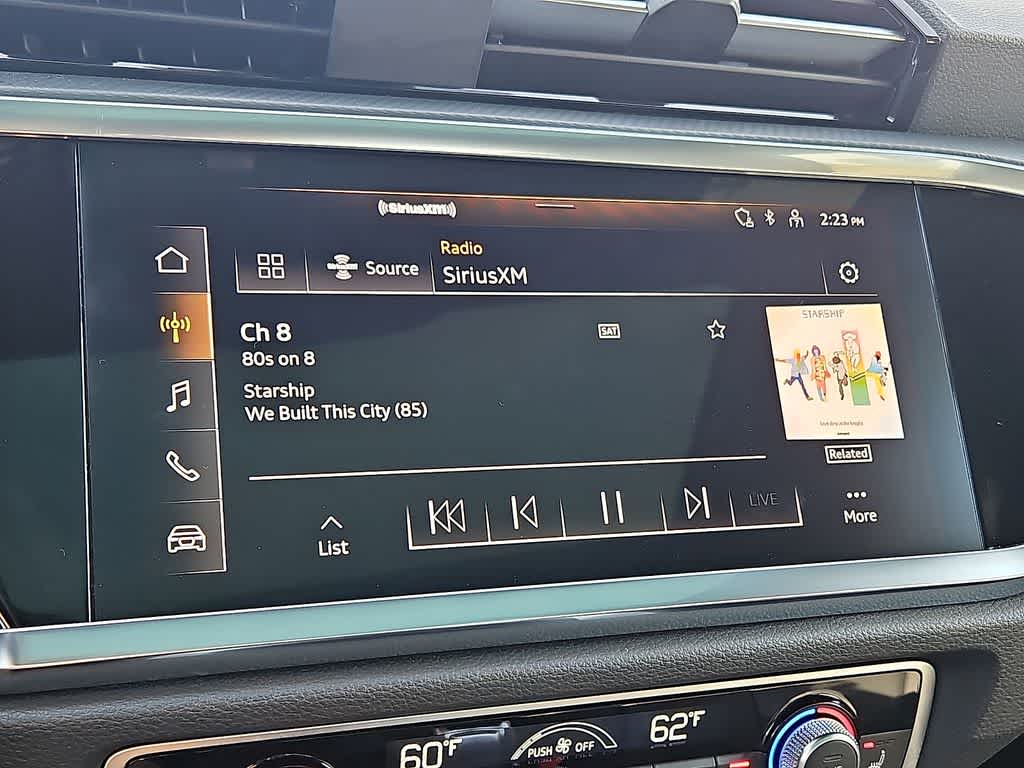 SiriusXM
2:23 PM
Radio
Source
SiriusXM
Ch 8
SAT
80s on 8
Starship
We Built This City (85)
STARSHIP
Related
LIVE
List
More
60°F
PUSH OFF
62°F